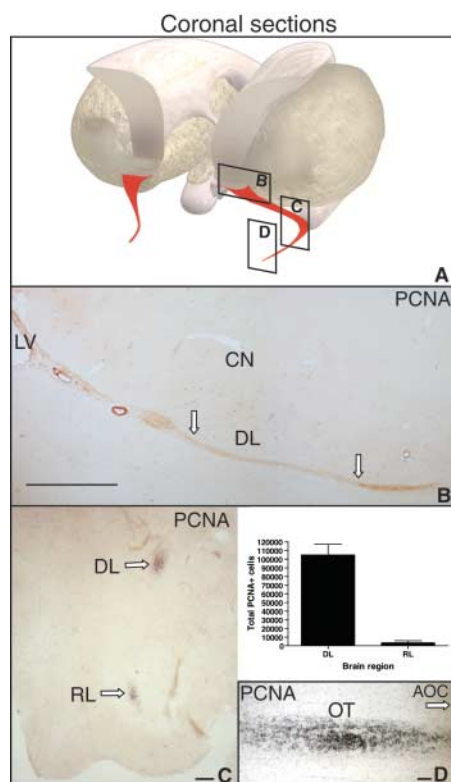 Coronal sections
B
C
D
A
PCNA
LV
CN
DL
B
PCNA
DL
RL
C
120000
110000
100000
90000
80000
70000
60000
50000
40000
30000
20000
10000
0
Total PCNA+ cells
DL RL
Brain region
PCNA
OT
AOC
D